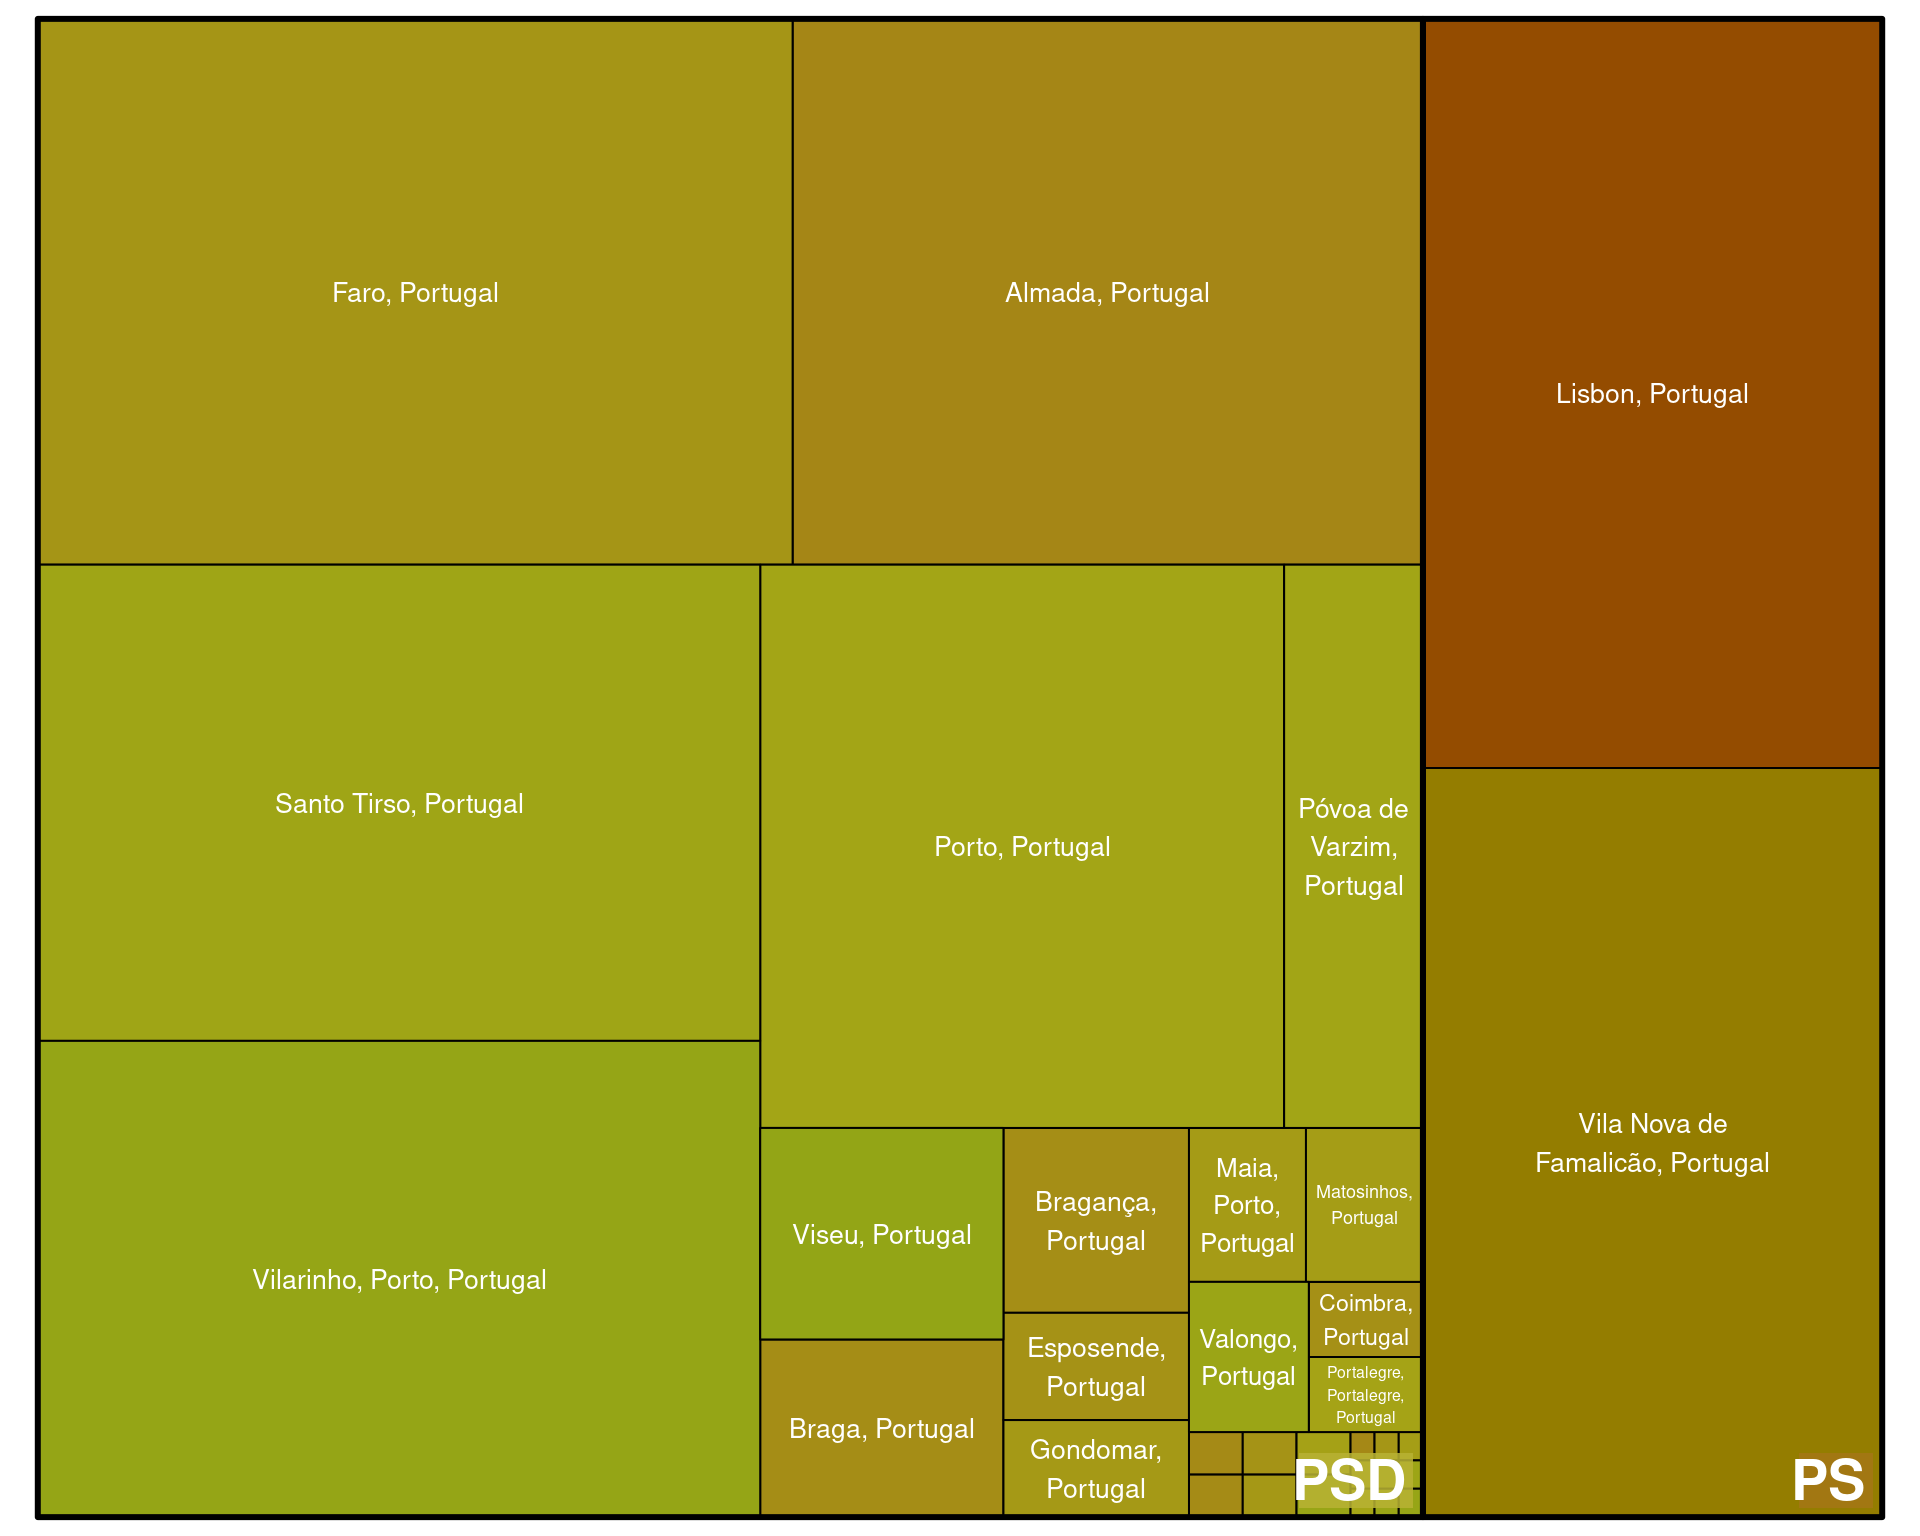 Faro, Portugal
Almada, Portugal
Lisbon, Portugal
Santo Tirso, Portugal
Porto, Portugal
Póvoa de
Varzim,
Portugal
Vilarinho, Porto, Portugal
Viseu, Portugal
Braga, Portugal
Bragança,
Portugal
Esposende,
Portugal
Gondomar,
Portugal
Maia,
Porto,
Portugal
Matosinhos,
Portugal
Valongo,
Portugal
Coimbra,
Portugal
Portalegre,
Portalegre,
Portugal
PSD
Vila Nova de
Famalicão, Portugal
PS